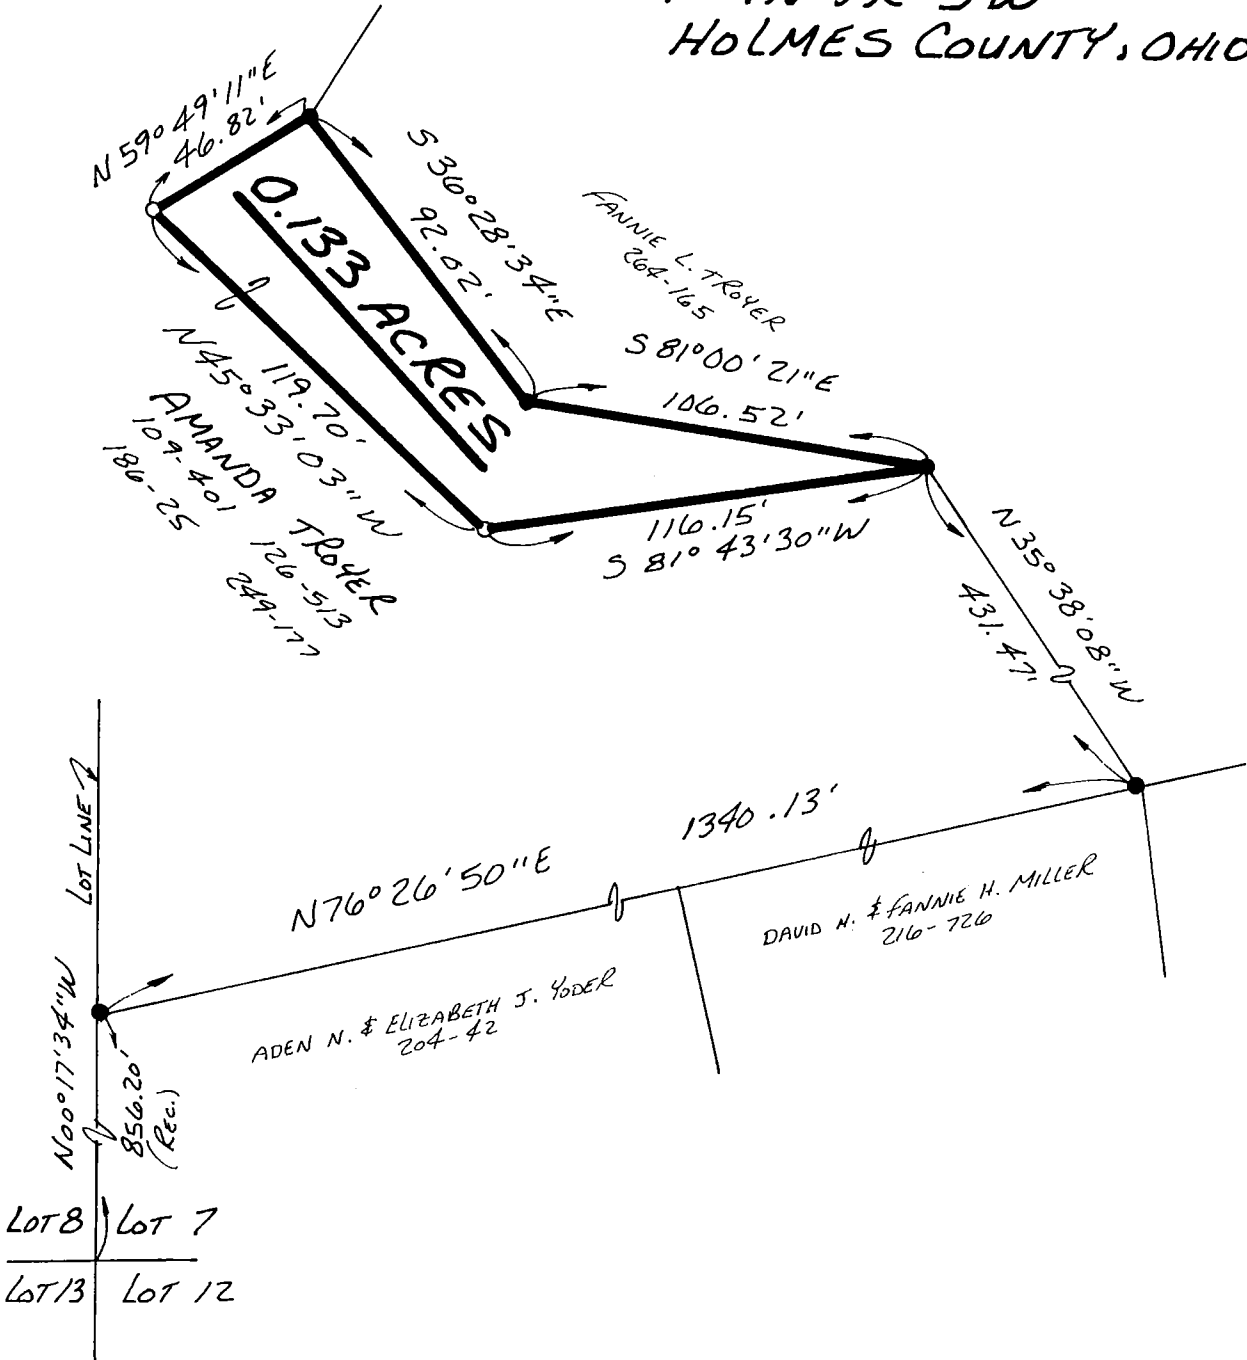 HOLMES COUNTY, OHIO
N 59° 49' 11" E
46.82'
S 36° 28' 34" E
92.02'
0.133 ACRES
FANNIE L. TROYER
264-165
S 81° 00' 21" E
106.52'
119.70'
N 45° 33' 03" W
AMANDA TROYER
109-401 126-513
186-25 249-177
116.15'
S 81° 43' 30" W
N 35° 38' 08" W
431.47'
LOT LINE
1340.13'
N 76° 26' 50" E
DAVID H. & FANNIE H. MILLER
216-726
ADEN N. & ELIZABETH J. YODER
204-42
N 00° 17' 34" W
856.20'
(REC.)
LOT 8 LOT 7
LOT 13 LOT 12